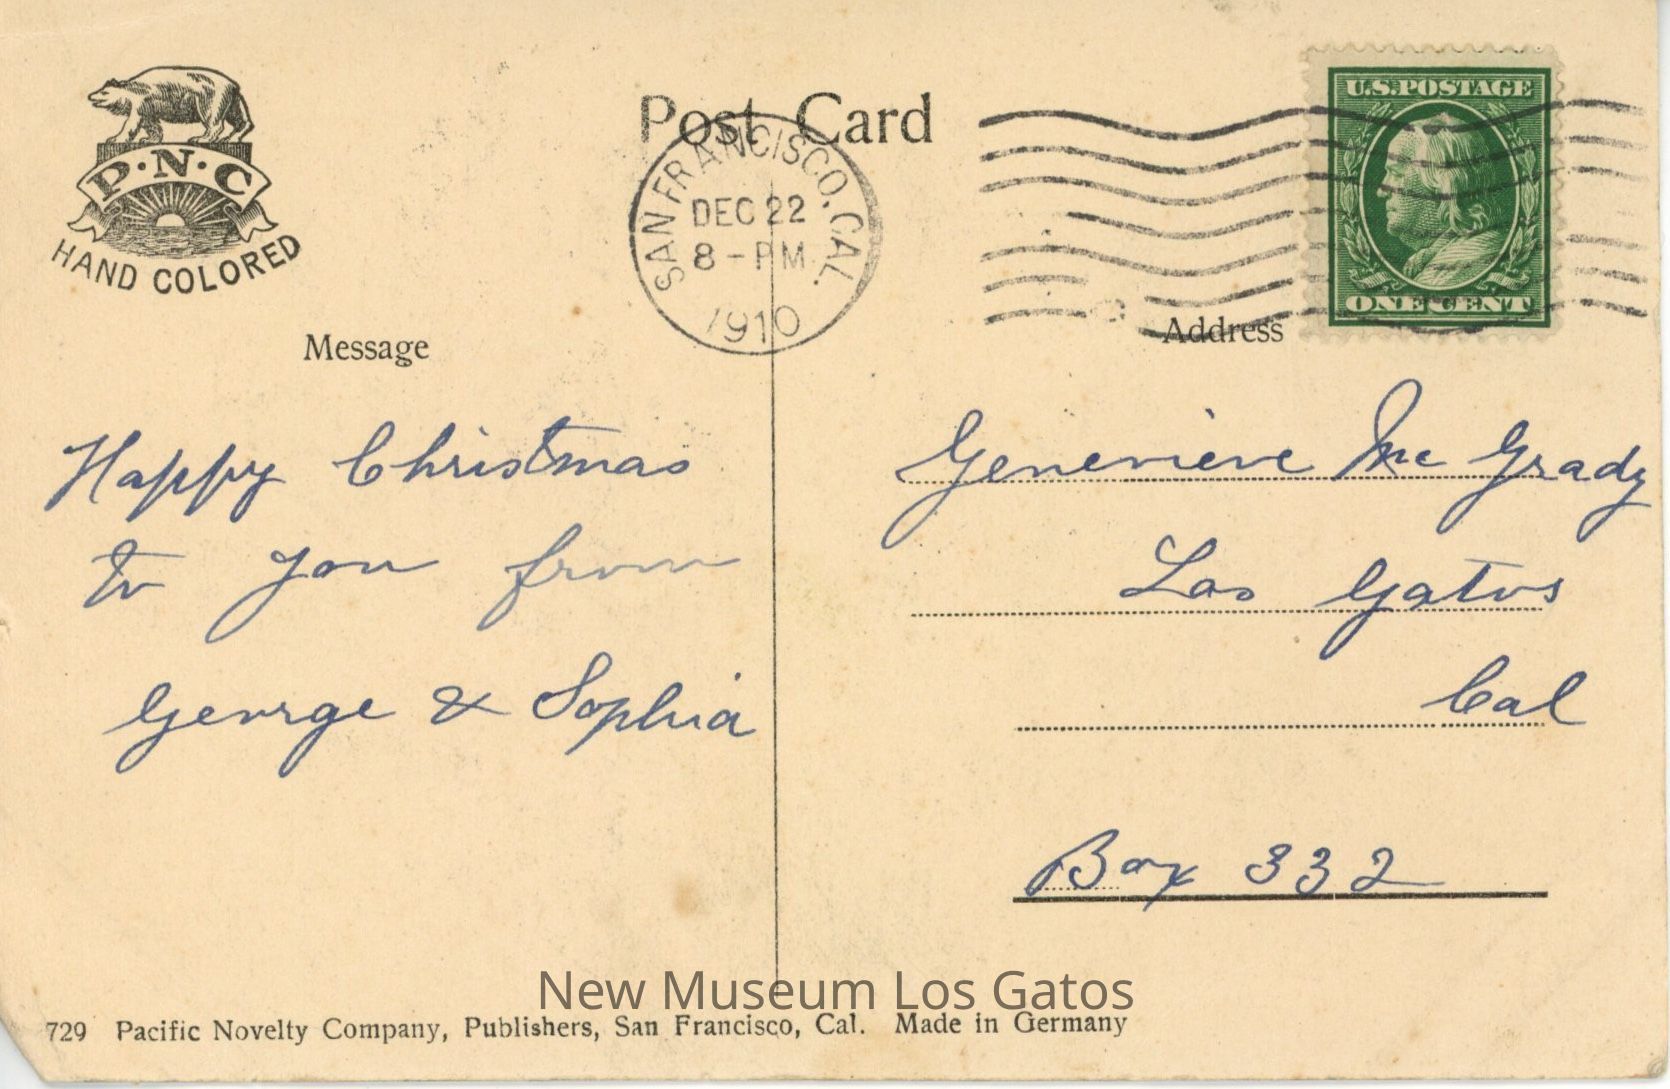 P·N·C
HAND COLORED
Post Card
SAN FRANCISCO, CAL.
DEC 22
8-PM
1910
U.S. POSTAGE
ONE CENT
Message
Address
Happy Christmas
to you from
George & Sophia
Genevieve Mc Grady
Los Gatos
Cal
Box 332
New Museum Los Gatos
729 Pacific Novelty Company, Publishers, San Francisco, Cal. Made in Germany